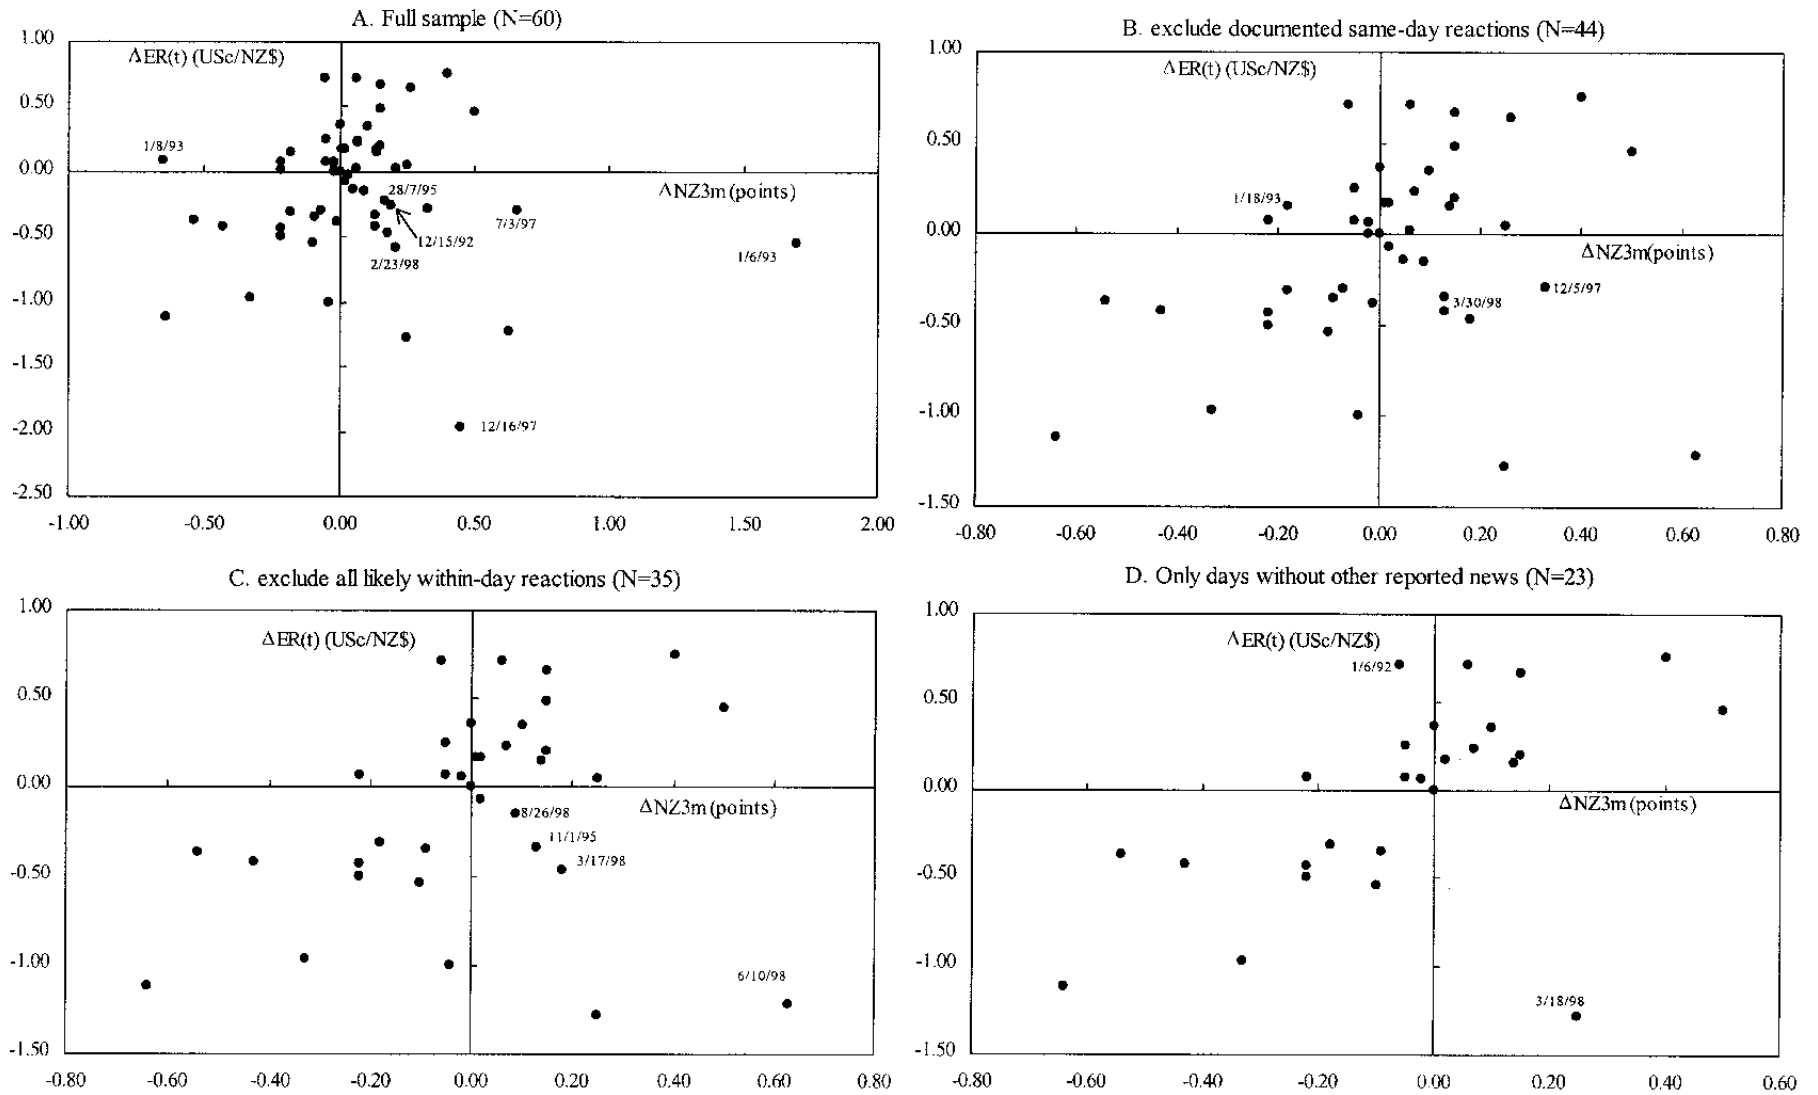 A. Full sample (N=60)
1.00
ΔER(t) (USc/NZ$)
0.50
1/8/93
0.00
28/7/95
ΔNZ3m(points)
7/3/97
-0.50
12/15/92
2/23/98
1/6/93
-1.00
-1.50
-2.00
12/16/97
-2.50
-1.00 -0.50 0.00 0.50 1.00 1.50 2.00
B. exclude documented same-day reactions (N=44)
1.00
ΔER(t) (USc/NZ$)
0.50
1/18/93
0.00
ΔNZ3m(points)
12/5/97
3/30/98
-0.50
-1.00
-1.50
-0.80 -0.60 -0.40 -0.20 0.00 0.20 0.40 0.60 0.80
C. exclude all likely within-day reactions (N=35)
1.00
ΔER(t) (USc/NZ$)
0.50
0.00
ΔNZ3m(points)
8/26/98
11/1/95
3/17/98
-0.50
-1.00
6/10/98
-1.50
-0.80 -0.60 -0.40 -0.20 0.00 0.20 0.40 0.60 0.80
D. Only days without other reported news (N=23)
1.00
ΔER(t) (USc/NZ$)
1/6/92
0.50
0.00
ΔNZ3m(points)
-0.50
-1.00
3/18/98
-1.50
-0.80 -0.60 -0.40 -0.20 0.00 0.20 0.40 0.60